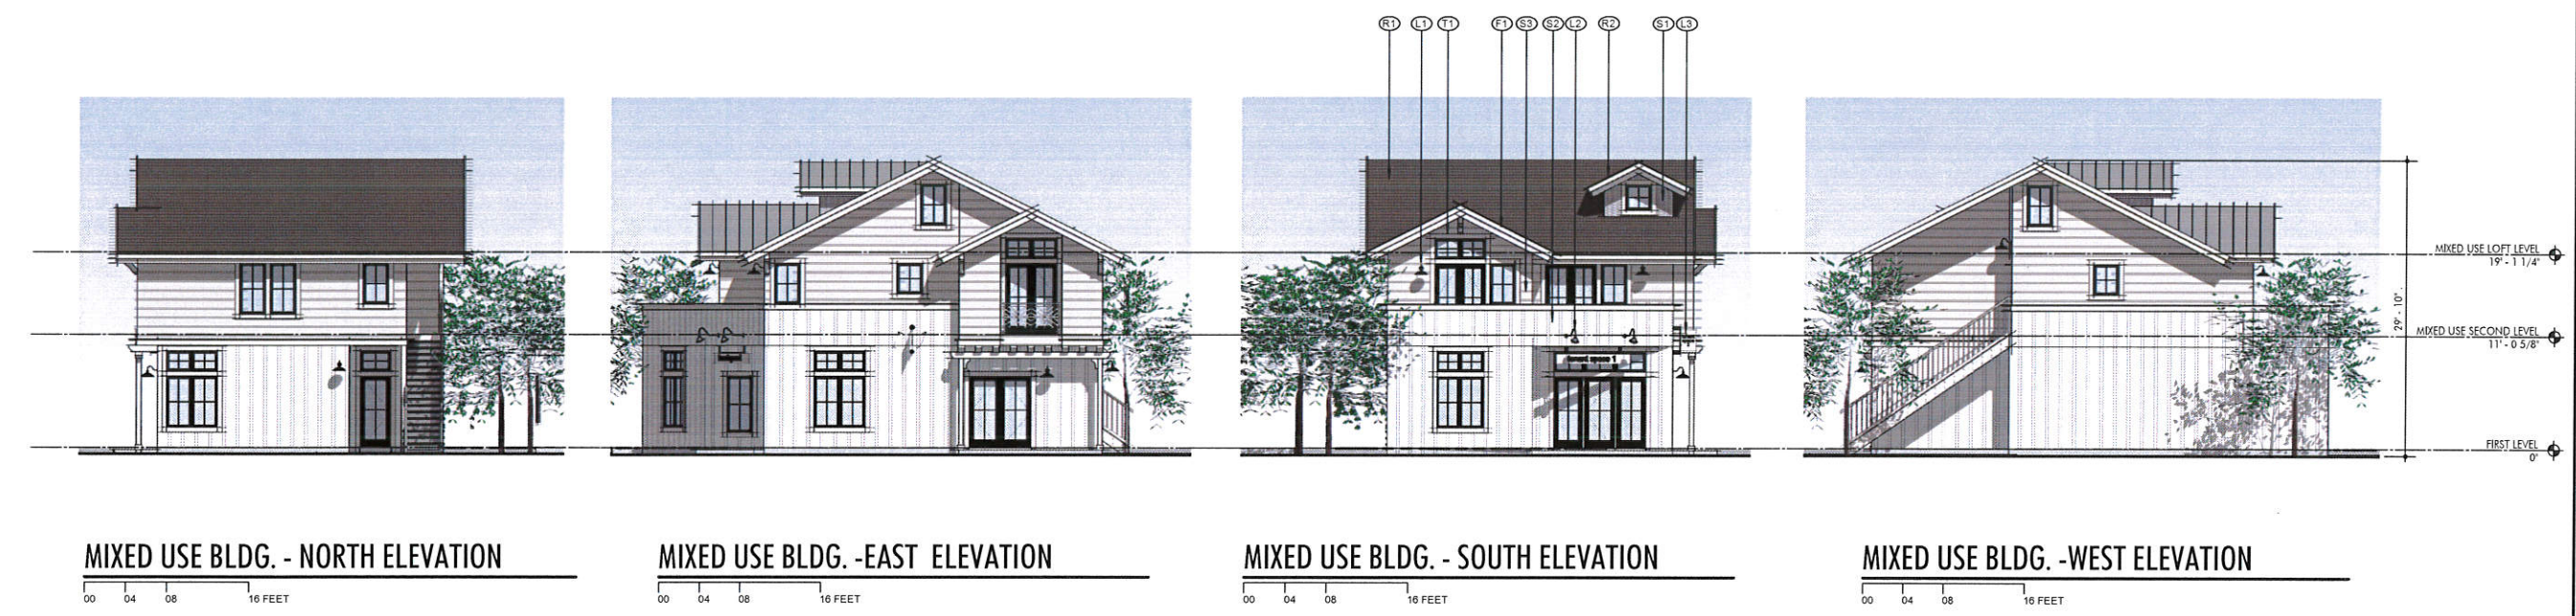 R1 L1 T1 F1 S3 S2 L2 R2 S1 L3
MIXED USE LOFT LEVEL
19' - 1 1/4"
29' - 10"
MIXED USE SECOND LEVEL
11' - 0 5/8"
tenant space 1
FIRST LEVEL
0"
MIXED USE BLDG. - NORTH ELEVATION
00 04 08 16 FEET
MIXED USE BLDG. -EAST ELEVATION
00 04 08 16 FEET
MIXED USE BLDG. - SOUTH ELEVATION
00 04 08 16 FEET
MIXED USE BLDG. -WEST ELEVATION
00 04 08 16 FEET